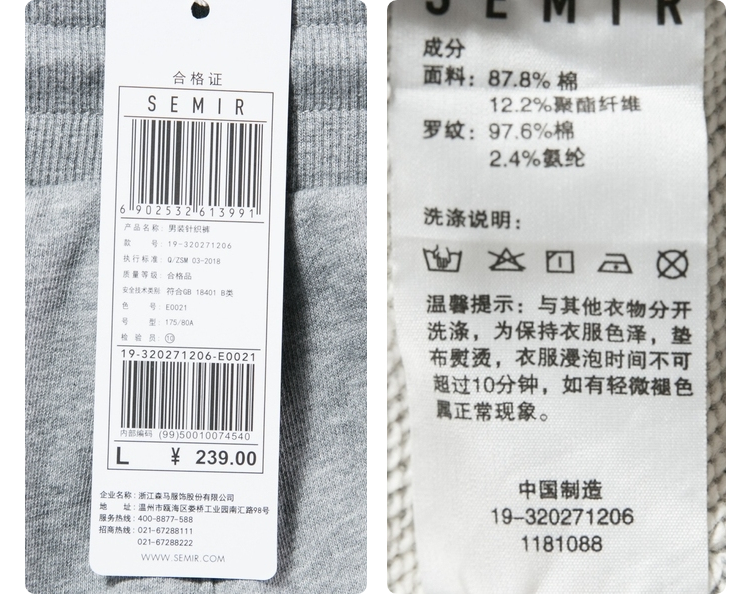 合格证
SEMIR
6 902532 613991
产品名称: 男装针织裤
款 号: 19-320271206
执行标准: Q/ZSM 03-2018
质量等级: 合格品
安全技术类别: 符合GB 18401 B类
色 号: E0021
号 型: 175/80A
检 验 员 ⑩
19-320271206-E0021
内部编码 (99)50010074540
L ¥ 239.00
企业名称: 浙江森马服饰股份有限公司
地 址: 温州市瓯海区娄桥工业园南汇路98号
服务热线: 400-8877-588
招商热线: 021-67288111
021-67288222
WWW.SEMIR.COM
SEMIR
成分
面料: 87.8% 棉
12.2%聚酯纤维
罗纹: 97.6%棉
2.4%氨纶
洗涤说明:
温馨提示: 与其他衣物分开
洗涤, 为保持衣服色泽, 垫
布熨烫, 衣服浸泡时间不可
超过10分钟, 如有轻微褪色
属正常现象。
中国制造
19-320271206
1181088